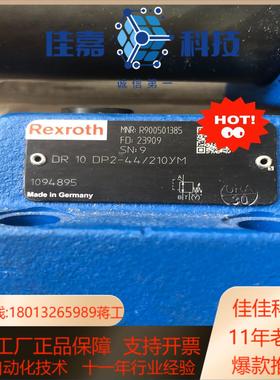 佳嘉 科技
诚信第一
HOT!
Rexroth
MNR: R900501385
FD: 23909
SN: 9
DR 10 DP2-44/210YM
1094895
Made in Germany
线:18013265989蒋工
工厂正品保障 支持开票
自动化技术 十一年行业经验
佳佳科
11年老
爆款推